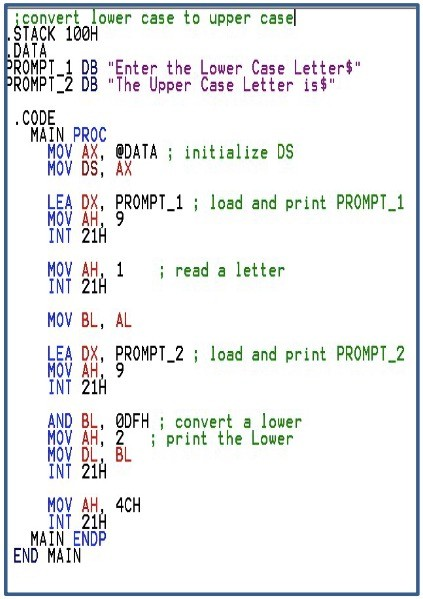 ;convert lower case to upper case
.STACK 100H
.DATA
PROMPT_1 DB "Enter the Lower Case Letter$"
PROMPT_2 DB "The Upper Case Letter is$"
.CODE
MAIN PROC
MOV AX, @DATA ; initialize DS
MOV DS, AX
LEA DX, PROMPT_1 ; load and print PROMPT_1
MOV AH, 9
INT 21H
MOV AH, 1 ; read a letter
INT 21H
MOV BL, AL
LEA DX, PROMPT_2 ; load and print PROMPT_2
MOV AH, 9
INT 21H
AND BL, 0DFH ; convert a lower
MOV AH, 2 ; print the Lower
MOV DL, BL
INT 21H
MOV AH, 4CH
INT 21H
MAIN ENDP
END MAIN